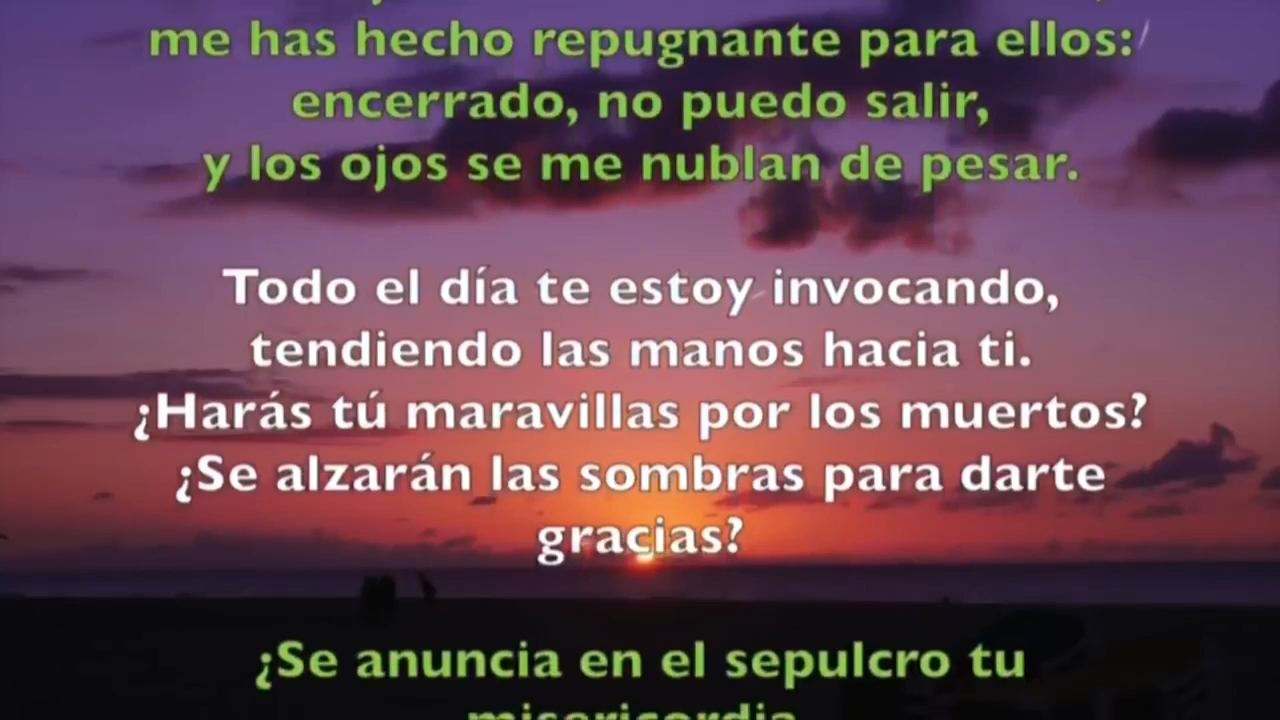 me has hecho repugnante para ellos:
encerrado, no puedo salir,
y los ojos se me nublan de pesar.
Todo el día te estoy invocando,
tendiendo las manos hacia ti.
¿Harás tú maravillas por los muertos?
¿Se alzarán las sombras para darte
gracias?
¿Se anuncia en el sepulcro tu
misericordia